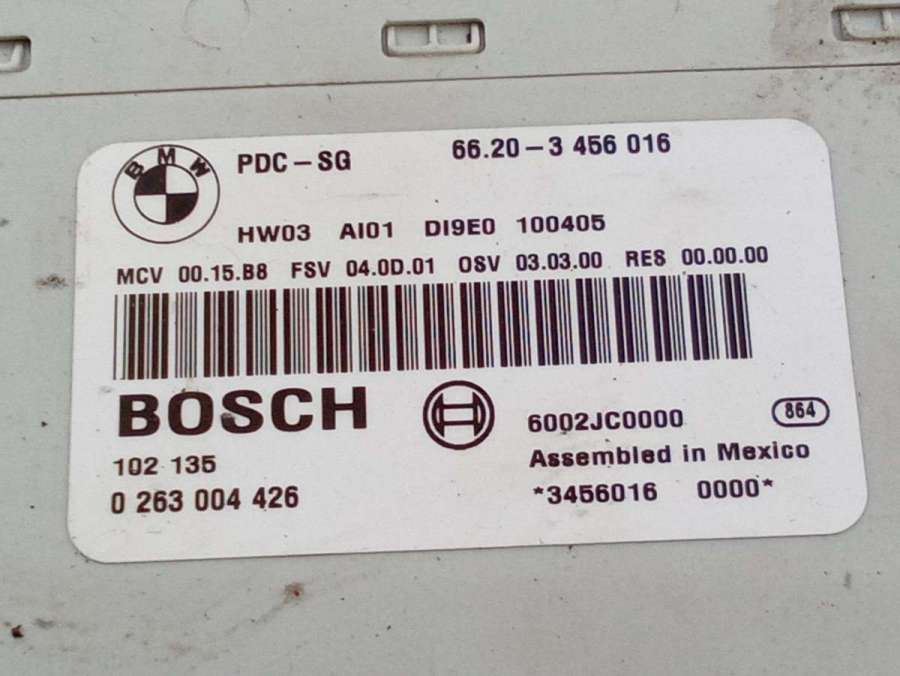 BMW
PDC-SG 66.20-3 456 016
HW03 AI01 DI9E0 100405
MCV 00.15.B8 FSV 04.0D.01 OSV 03.03.00 RES 00.00.00
BOSCH
6002JC0000 864
102 135 Assembled in Mexico
0 263 004 426 *3456016 0000*